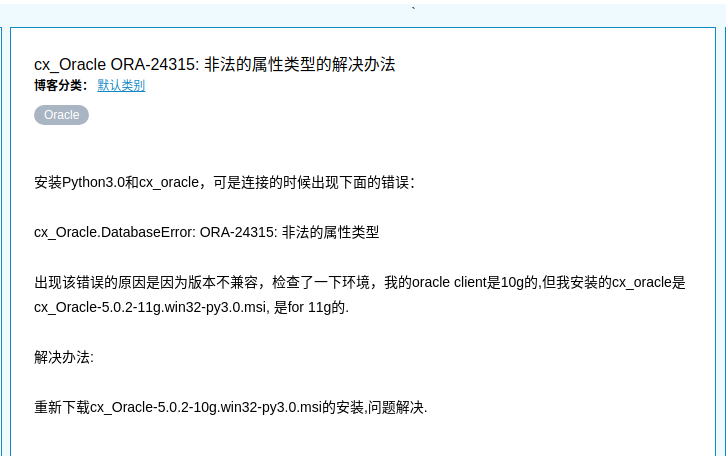 `
cx_Oracle ORA-24315: 非法的属性类型的解决办法
博客分类： 默认类别
Oracle
安装Python3.0和cx_oracle，可是连接的时候出现下面的错误：
cx_Oracle.DatabaseError: ORA-24315: 非法的属性类型
出现该错误的原因是因为版本不兼容，检查了一下环境，我的oracle client是10g的,但我安装的cx_oracle是
cx_Oracle-5.0.2-11g.win32-py3.0.msi, 是for 11g的.
解决办法:
重新下载cx_Oracle-5.0.2-10g.win32-py3.0.msi的安装,问题解决.